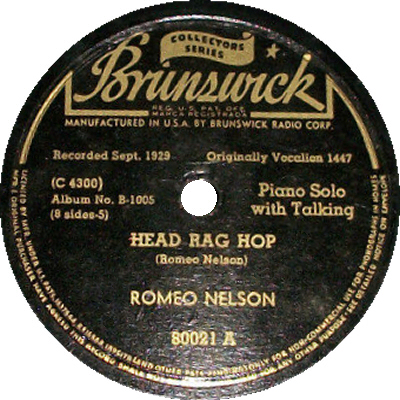 COLLECTORS
SERIES
Brunswick
REG. U.S. PAT. OFF.
MARCA REGISTRADA
MANUFACTURED IN U.S.A. BY BRUNSWICK RADIO CORP.
Recorded Sept. 1929 Originally Vocalion 1447
(C 4300)
Album No. B-1005
(8 sides-5)
Piano Solo
with Talking
HEAD RAG HOP
(Romeo Nelson)
ROMEO NELSON
80021 A